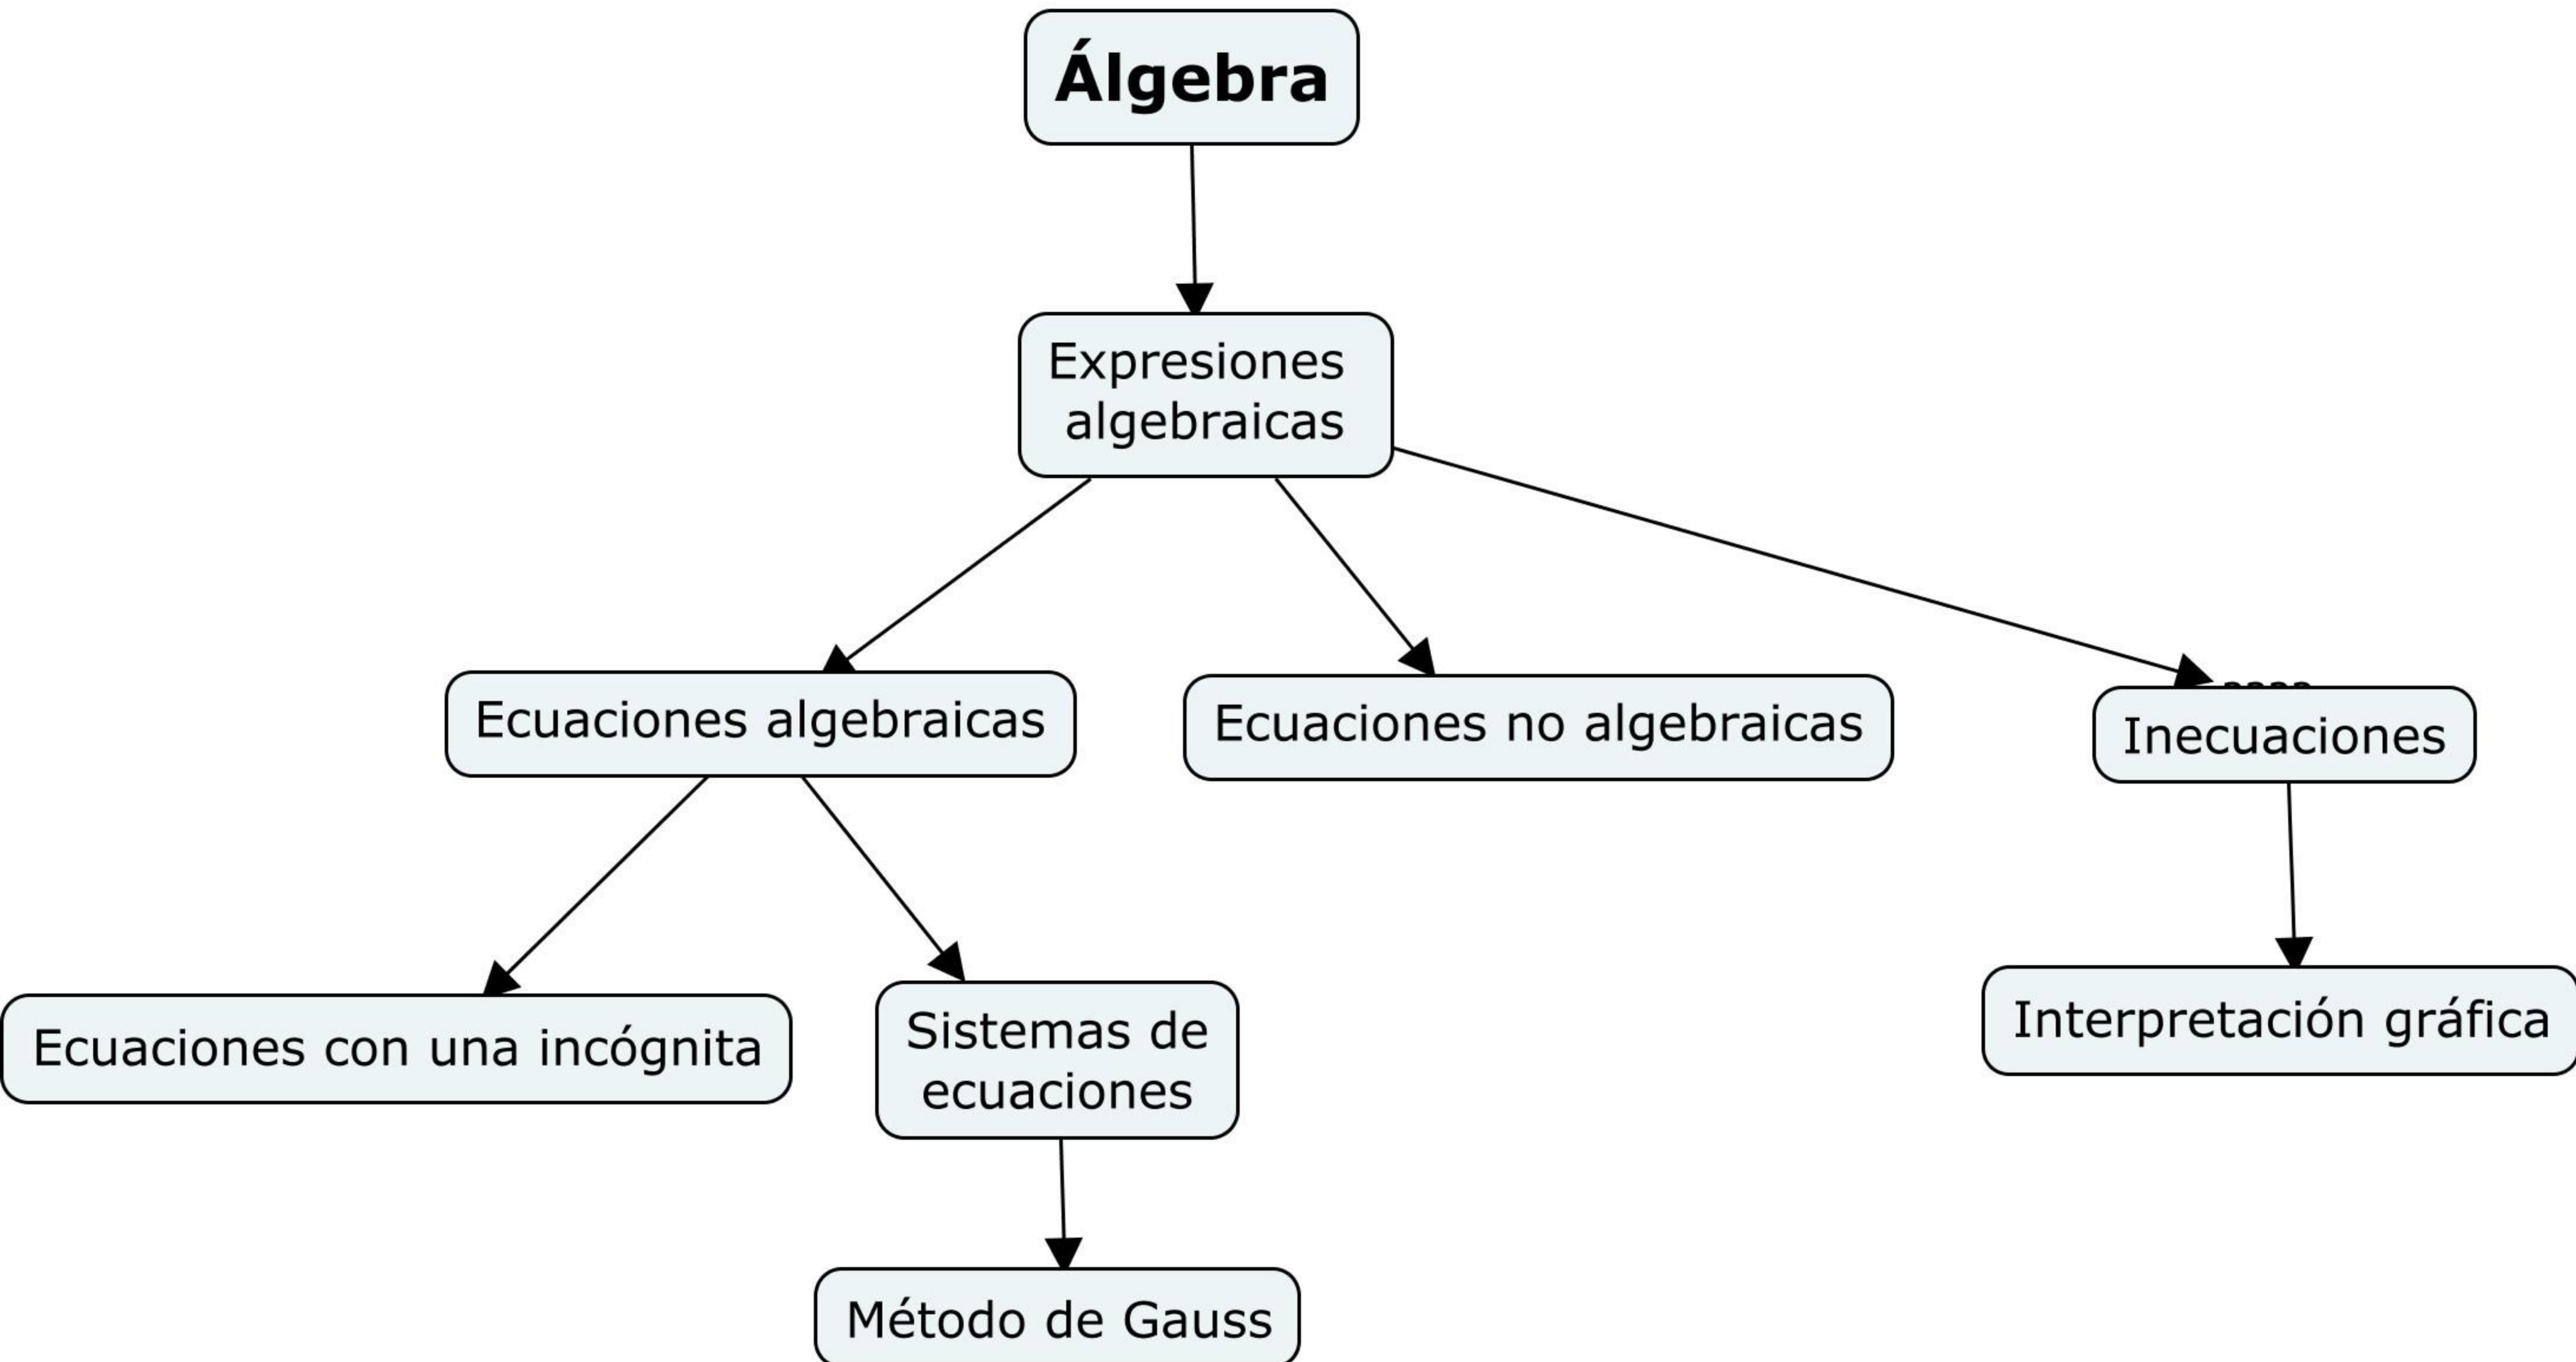 Álgebra
Expresiones
algebraicas
Ecuaciones algebraicas
Ecuaciones no algebraicas
Inecuaciones
Ecuaciones con una incógnita
Sistemas de
ecuaciones
Interpretación gráfica
Método de Gauss